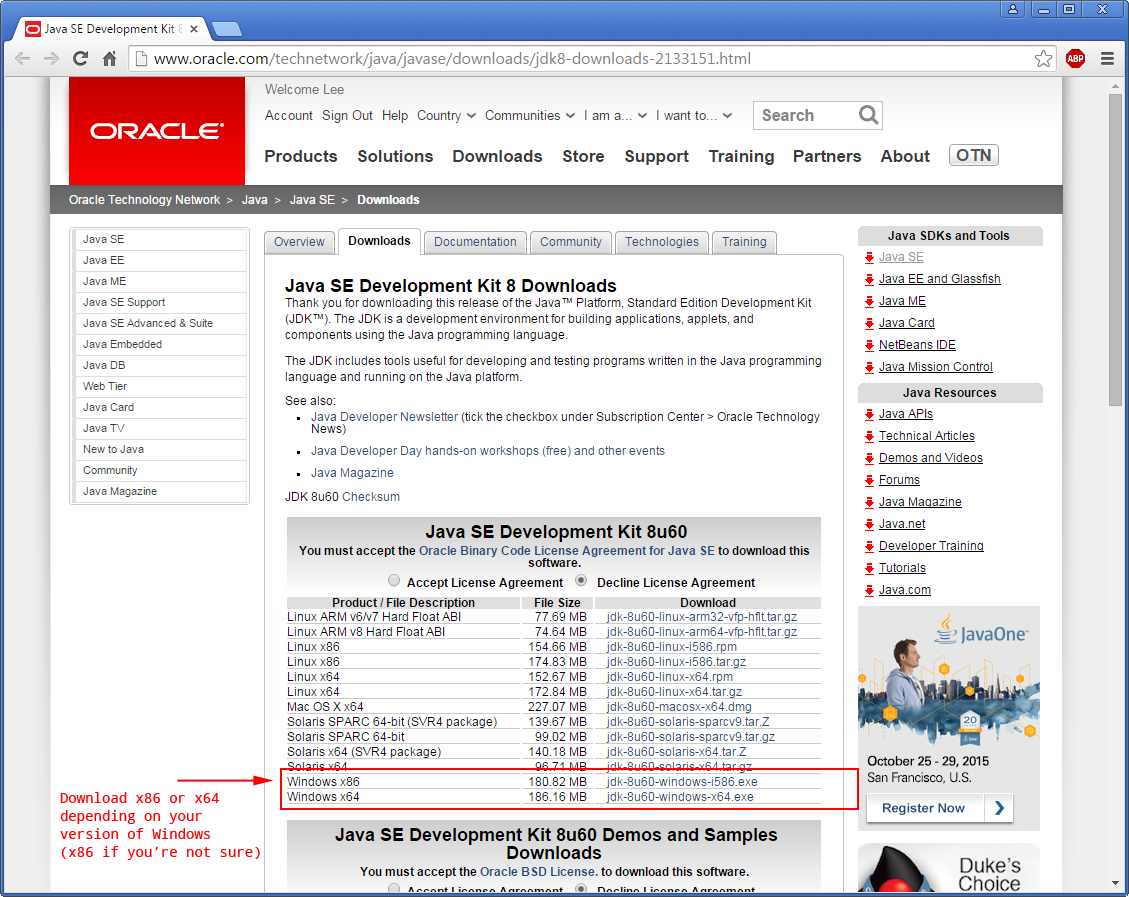 Java SE Development Kit 8
www.oracle.com/technetwork/java/javase/downloads/jdk8-downloads-2133151.html
ABP
ORACLE
Welcome Lee
Account Sign Out Help Country Communities I am a... I want to... Search
Products Solutions Downloads Store Support Training Partners About OTN
Oracle Technology Network > Java > Java SE > Downloads
Java SE
Java EE
Java ME
Java SE Support
Java SE Advanced & Suite
Java Embedded
Java DB
Web Tier
Java Card
Java TV
New to Java
Community
Java Magazine
Overview Downloads Documentation Community Technologies Training
Java SE Development Kit 8 Downloads
Thank you for downloading this release of the Java™ Platform, Standard Edition Development Kit
(JDK™). The JDK is a development environment for building applications, applets, and
components using the Java programming language.
The JDK includes tools useful for developing and testing programs written in the Java programming
language and running on the Java platform.
See also:
Java Developer Newsletter (tick the checkbox under Subscription Center > Oracle Technology
News)
Java Developer Day hands-on workshops (free) and other events
Java Magazine
JDK 8u60 Checksum
Java SE Development Kit 8u60
You must accept the Oracle Binary Code License Agreement for Java SE to download this
software.
Accept License Agreement Decline License Agreement
Product / File Description File Size Download
Linux ARM v6/v7 Hard Float ABI 77.69 MB jdk-8u60-linux-arm32-vfp-hflt.tar.gz
Linux ARM v8 Hard Float ABI 74.64 MB jdk-8u60-linux-arm64-vfp-hflt.tar.gz
Linux x86 154.66 MB jdk-8u60-linux-i586.rpm
Linux x86 174.83 MB jdk-8u60-linux-i586.tar.gz
Linux x64 152.67 MB jdk-8u60-linux-x64.rpm
Linux x64 172.84 MB jdk-8u60-linux-x64.tar.gz
Mac OS X x64 227.07 MB jdk-8u60-macosx-x64.dmg
Solaris SPARC 64-bit (SVR4 package) 139.67 MB jdk-8u60-solaris-sparcv9.tar.Z
Solaris SPARC 64-bit 99.02 MB jdk-8u60-solaris-sparcv9.tar.gz
Solaris x64 (SVR4 package) 140.18 MB jdk-8u60-solaris-x64.tar.Z
Solaris x64 96.71 MB jdk-8u60-solaris-x64.tar.gz
Windows x86 180.82 MB jdk-8u60-windows-i586.exe
Windows x64 186.16 MB jdk-8u60-windows-x64.exe
Download x86 or x64
depending on your
version of Windows
(x86 if you're not sure)
Java SE Development Kit 8u60 Demos and Samples
Downloads
You must accept the Oracle BSD License. to download this software.
Accept License Agreement Decline License Agreement
Java SDKs and Tools
Java SE
Java EE and Glassfish
Java ME
Java Card
NetBeans IDE
Java Mission Control
Java Resources
Java APIs
Technical Articles
Demos and Videos
Forums
Java Magazine
Java.net
Developer Training
Tutorials
Java.com
JavaOne
20
Java
October 25 - 29, 2015
San Francisco, U.S.
Register Now
Duke's
Choice